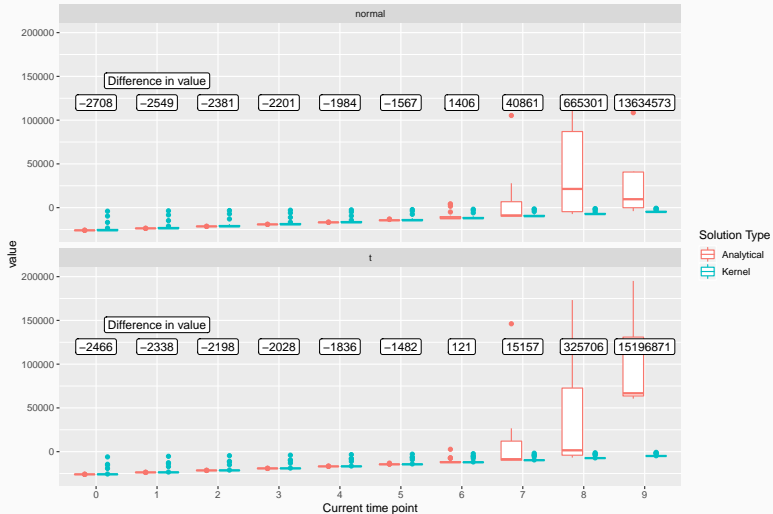 normal
200000
150000
100000
50000
0
Difference in value
−2708 −2549 −2381 −2201 −1984 −1567 1406 40861 665301 13634573
t
200000
150000
100000
50000
0
Difference in value
−2466 −2338 −2198 −2028 −1836 −1482 121 15157 325706 15196871
0 1 2 3 4 5 6 7 8 9
Current time point
value
Solution Type
Analytical
Kernel